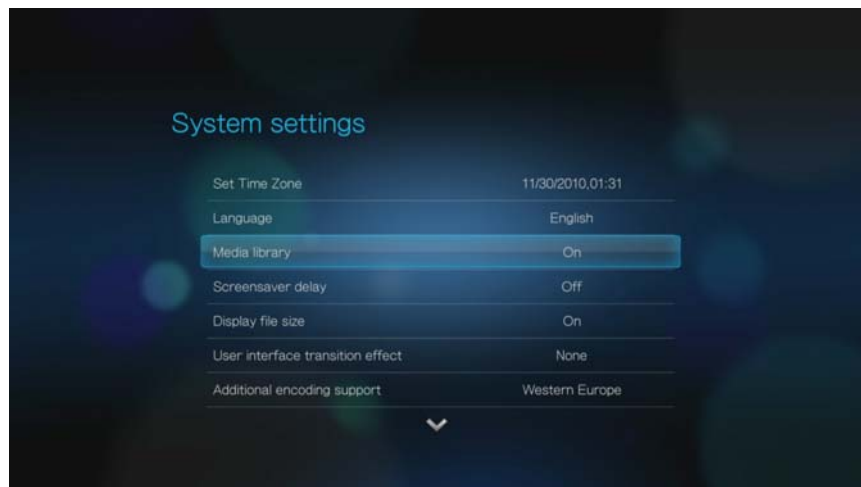 System settings
Set Time Zone 11/30/2010,01:31
Language English
Media library On
Screensaver delay Off
Display file size On
User interface transition effect None
Additional encoding support Western Europe